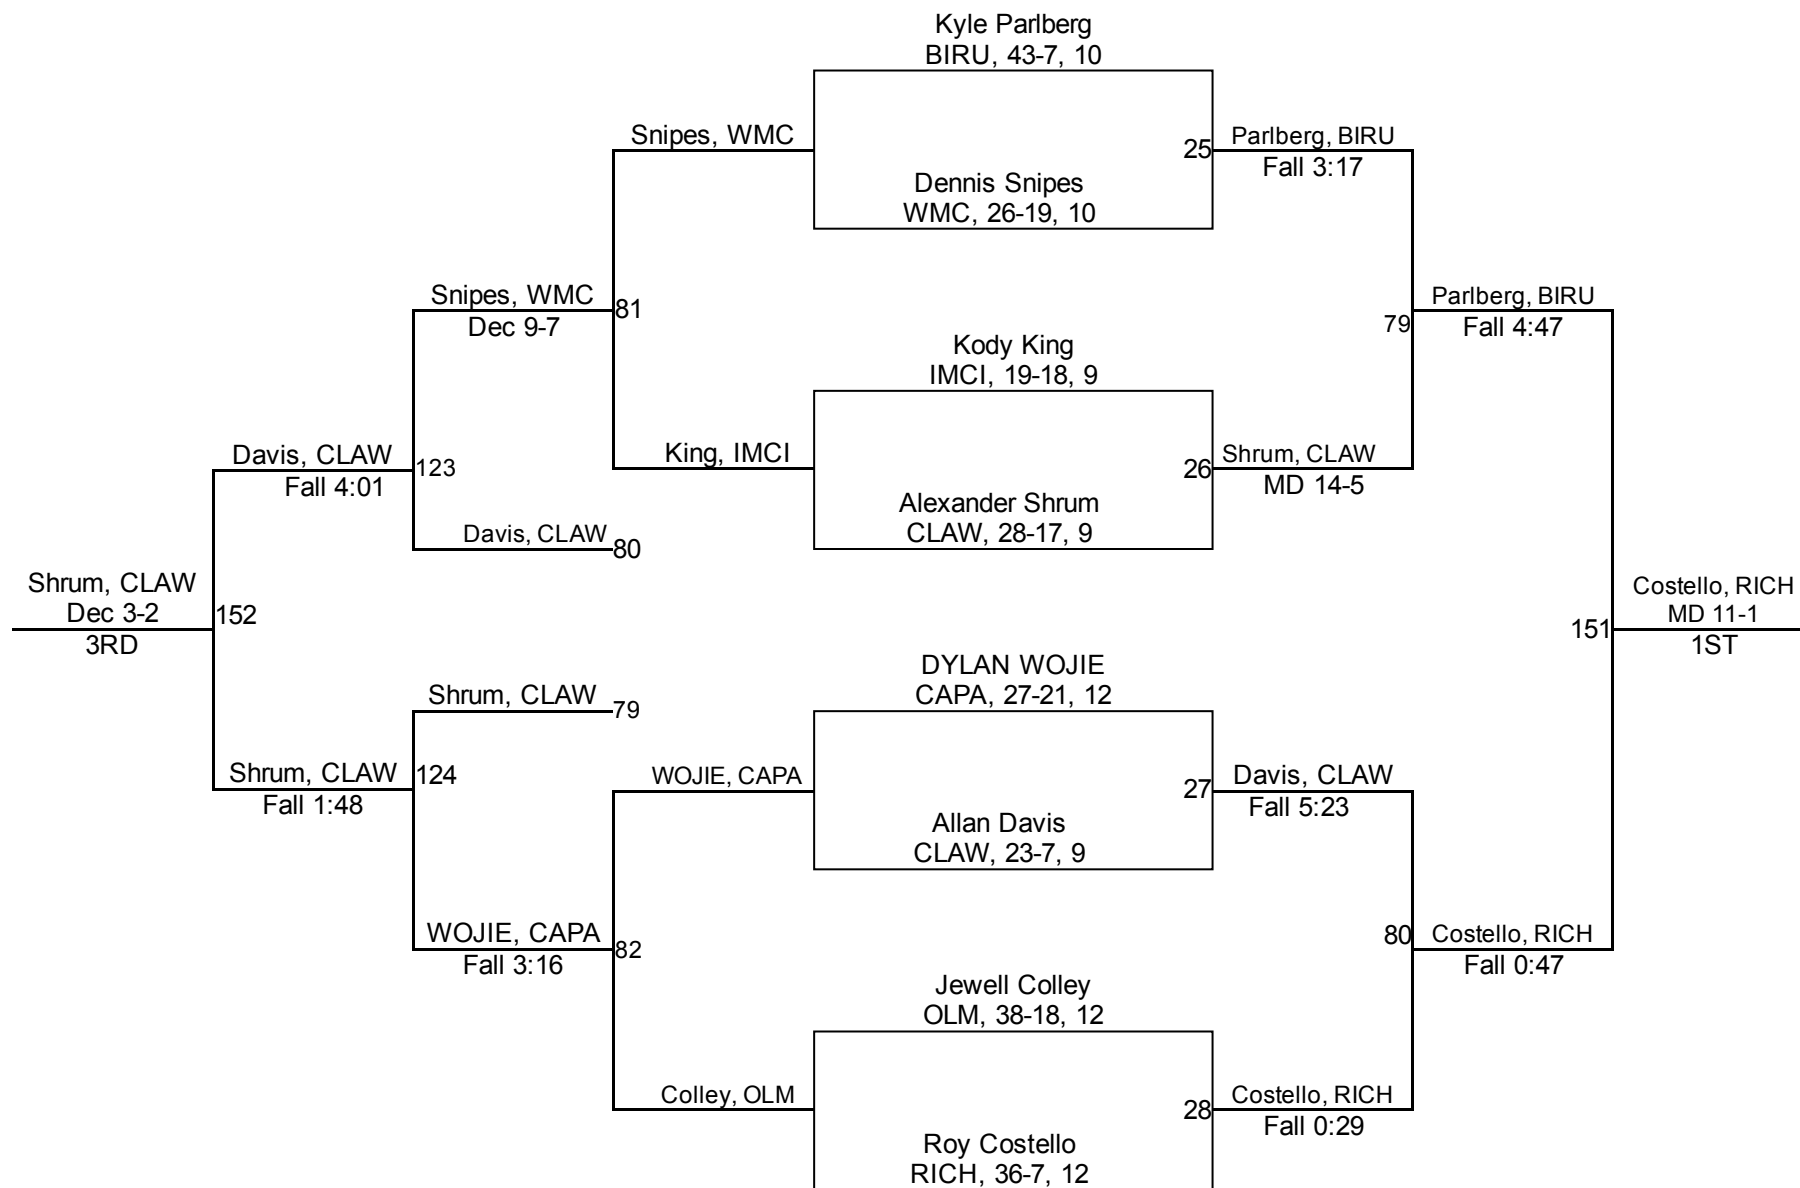 Kyle Parlberg
BIRU, 43-7, 10
Snipes, WMC
25
Parlberg, BIRU
Fall 3:17
Dennis Snipes
WMC, 26-19, 10
Snipes, WMC
Dec 9-7
81
Parlberg, BIRU
Fall 4:47
79
Kody King
IMCI, 19-18, 9
Davis, CLAW
Fall 4:01
123
King, IMCI
26
Shrum, CLAW
MD 14-5
Alexander Shrum
CLAW, 28-17, 9
Davis, CLAW
80
Shrum, CLAW
Dec 3-2
3RD
152
151
Costello, RICH
MD 11-1
1ST
DYLAN WOJIE
CAPA, 27-21, 12
Shrum, CLAW
79
Shrum, CLAW
Fall 1:48
124
WOJIE, CAPA
27
Davis, CLAW
Fall 5:23
Allan Davis
CLAW, 23-7, 9
WOJIE, CAPA
Fall 3:16
82
80
Costello, RICH
Fall 0:47
Jewell Colley
OLM, 38-18, 12
Colley, OLM
28
Costello, RICH
Fall 0:29
Roy Costello
RICH, 36-7, 12